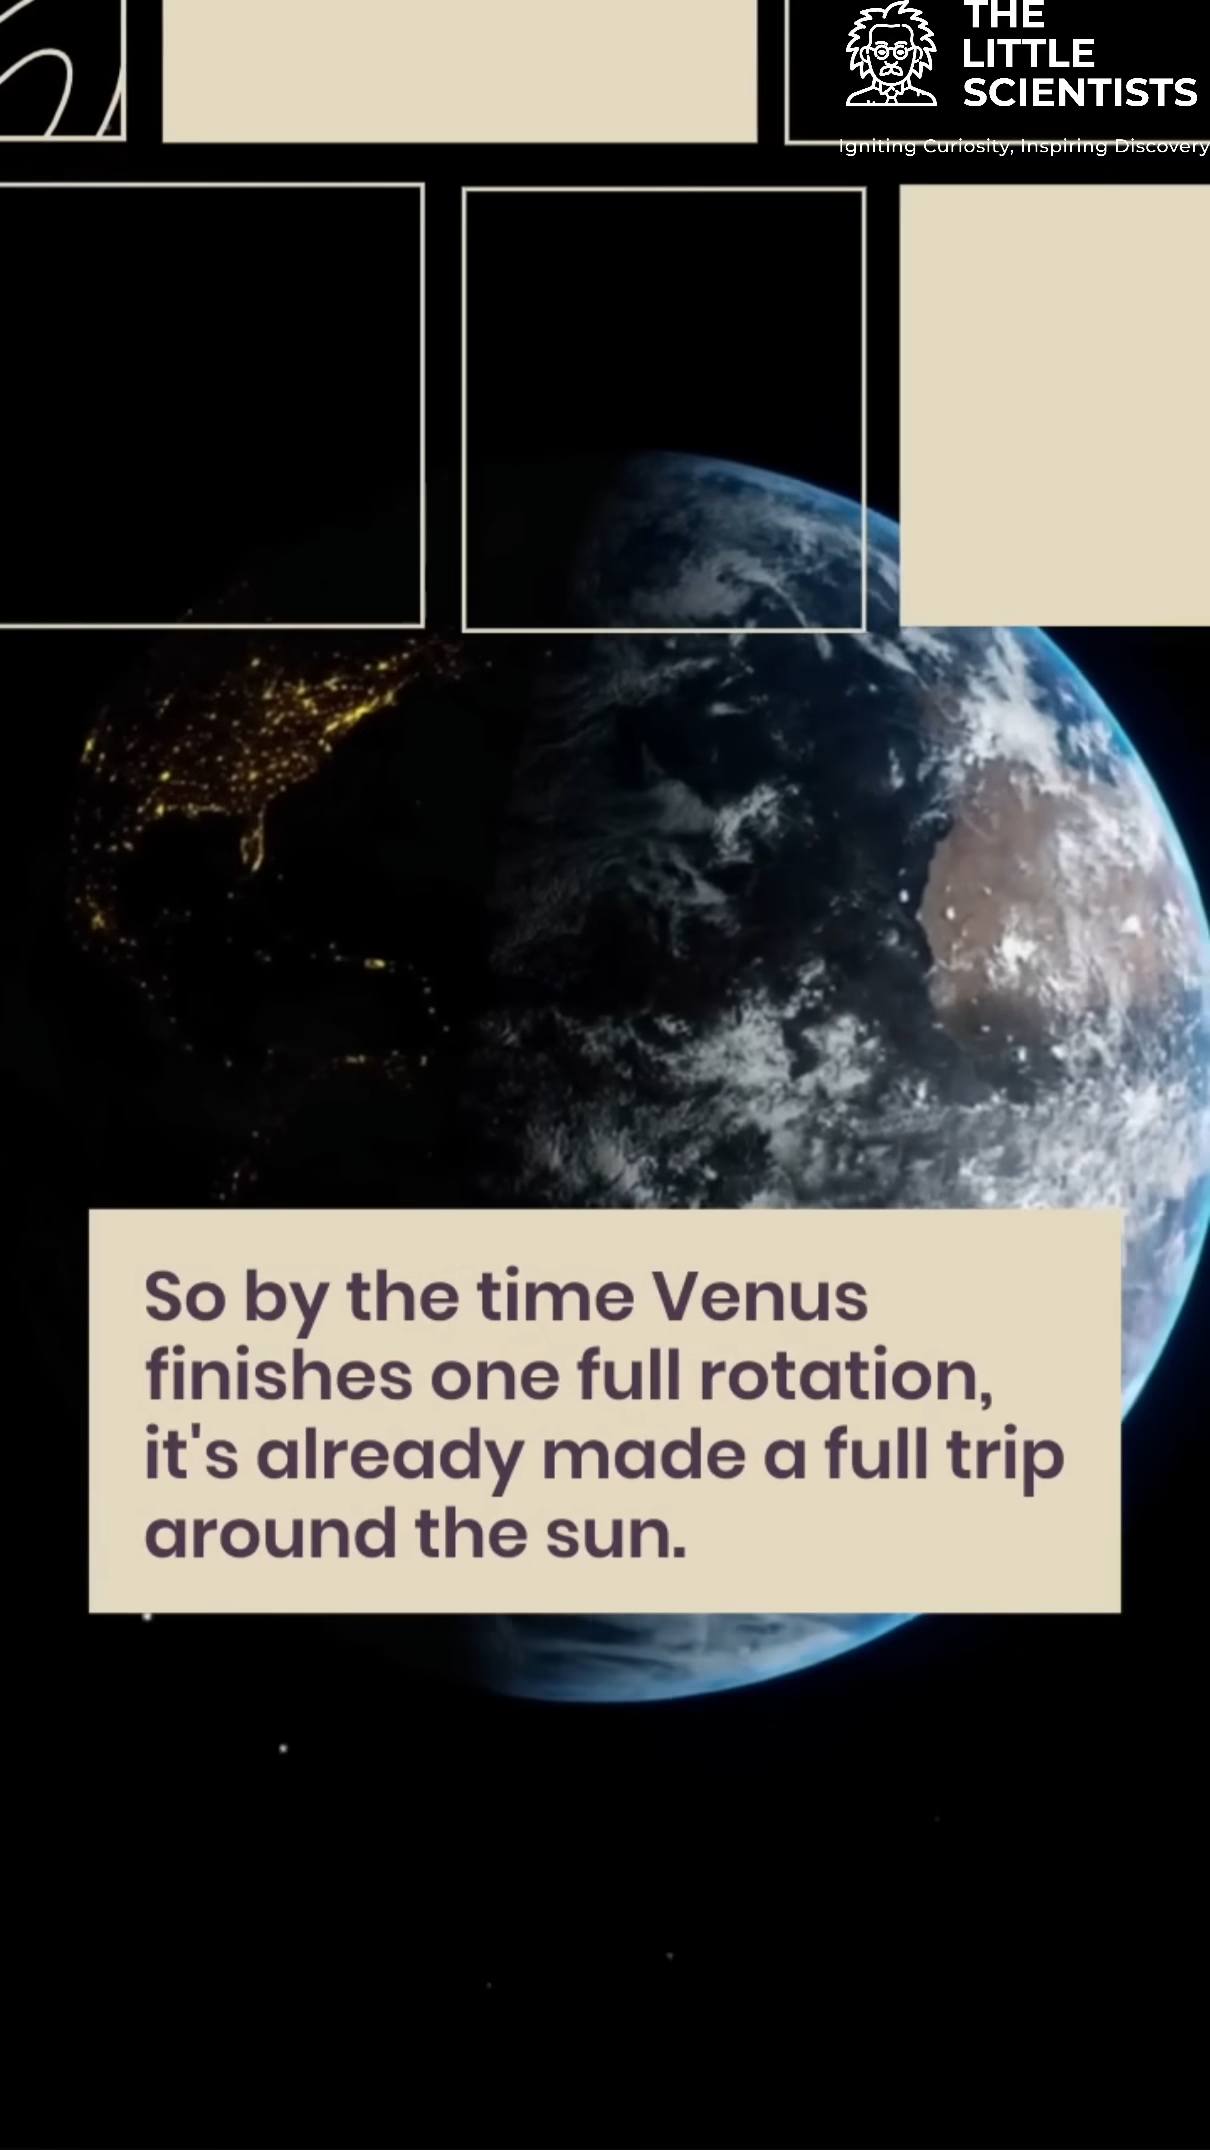 THE
LITTLE
SCIENTISTS
Igniting Curiosity, Inspiring Discovery
So by the time Venus
finishes one full rotation,
it's already made a full trip
around the sun.